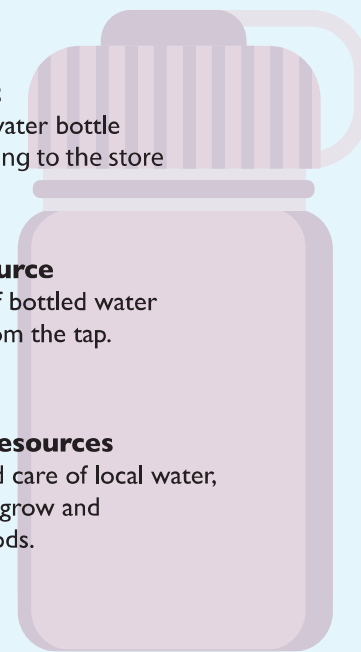 water bottle
ng to the store
urce
f bottled water
om the tap.
esources
d care of local water,
grow and
ods.